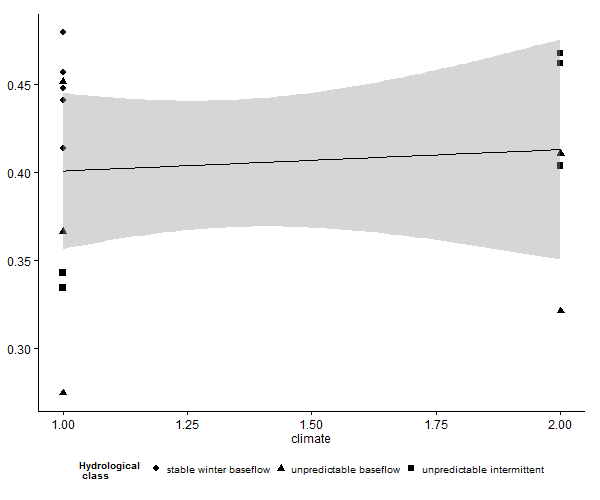 0.45
0.40
0.35
0.30
1.00 1.25 1.50 1.75 2.00
climate
Hydrological
class
stable winter baseflow unpredictable baseflow unpredictable intermittent